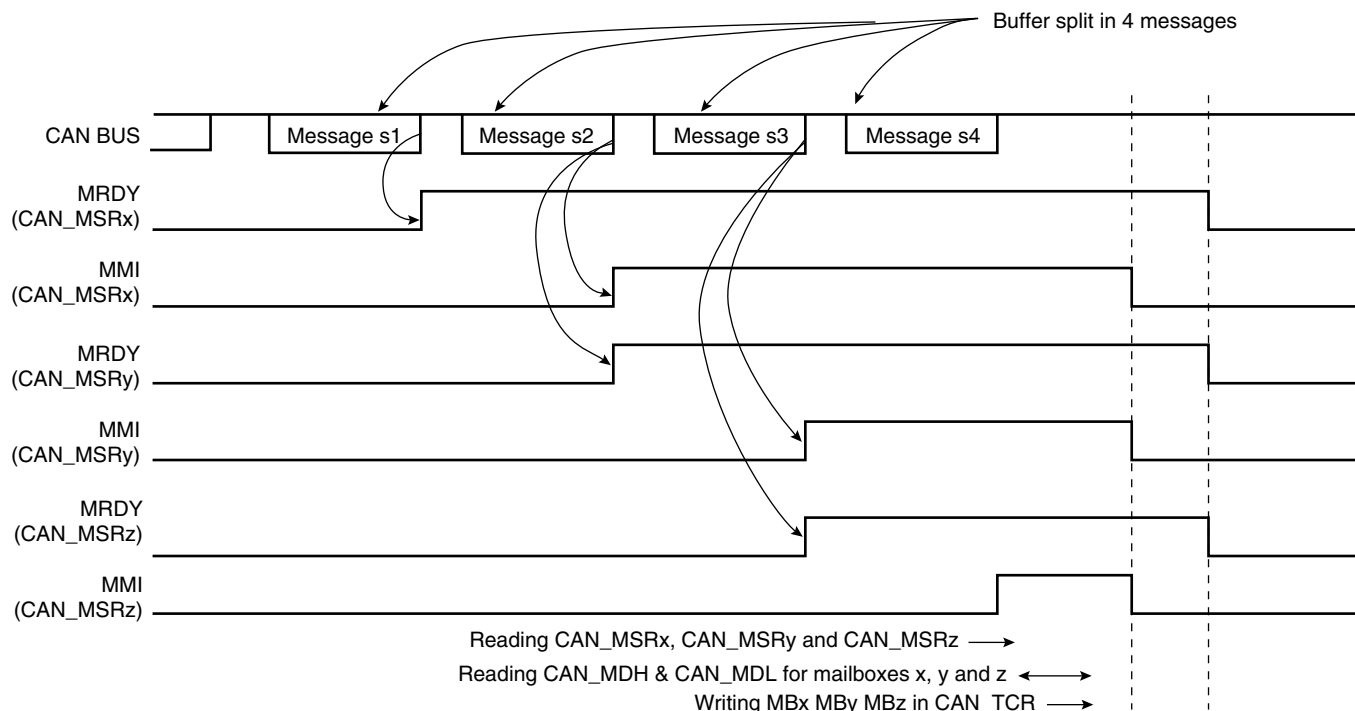 Buffer split in 4 messages
CAN BUS
Message s1
Message s2
Message s3
Message s4
MRDY
(CAN_MSRx)
MMI
(CAN_MSRx)
MRDY
(CAN_MSRy)
MMI
(CAN_MSRy)
MRDY
(CAN_MSRz)
MMI
(CAN_MSRz)
Reading CAN_MSRx, CAN_MSRy and CAN_MSRz
Reading CAN_MDH & CAN_MDL for mailboxes x, y and z
Writing MBx MBy MBz in CAN_TCR